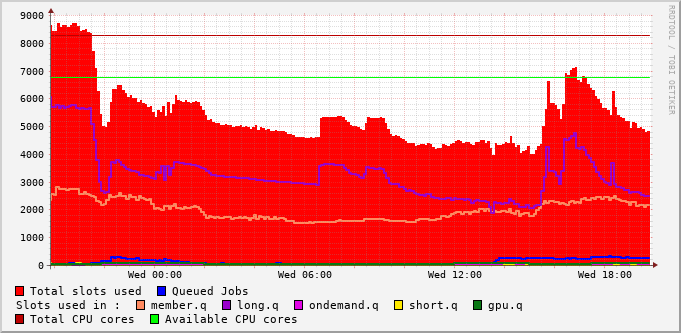 9000
8000
7000
6000
5000
4000
3000
2000
1000
0
Wed 00:00 Wed 06:00 Wed 12:00 Wed 18:00
RRDTOOL / TOBI OETIKER
Total slots used Queued Jobs
Slots used in : member.q long.q ondemand.q short.q gpu.q
Total CPU cores Available CPU cores